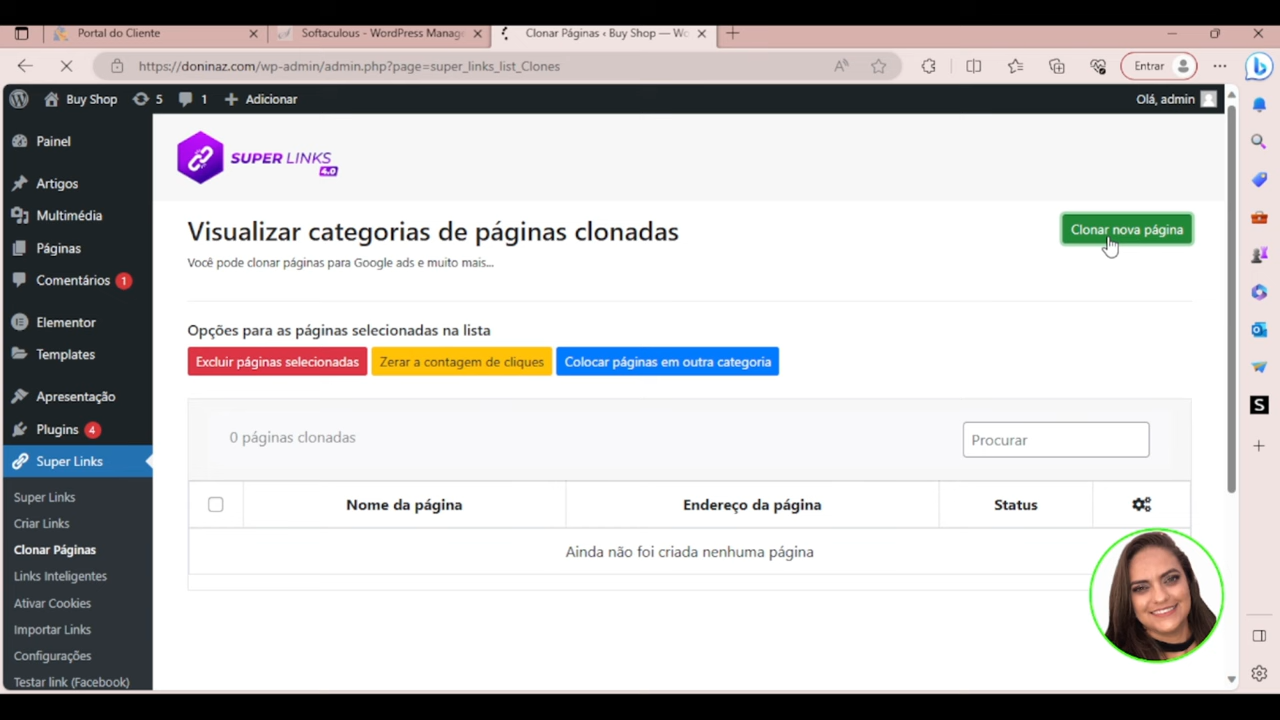 Portal do Cliente
Softaculous - WordPress Manage
Clonar Páginas ‹ Buy Shop — Wo
https://doninaz.com/wp-admin/admin.php?page=super_links_list_Clones
Entrar
Buy Shop
5
1
Adicionar
Olá, admin
Painel
Artigos
Multimédia
Páginas
Comentários 1
Elementor
Templates
Apresentação
Plugins 4
Super Links
Super Links
Criar Links
Clonar Páginas
Links Inteligentes
Ativar Cookies
Importar Links
Configurações
Testar link (Facebook)
SUPER LINKS
4.0
Visualizar categorias de páginas clonadas
Clonar nova página
Você pode clonar páginas para Google ads e muito mais...
Opções para as páginas selecionadas na lista
Excluir páginas selecionadas
Zerar a contagem de cliques
Colocar páginas em outra categoria
0 páginas clonadas
Procurar
Nome da página
Endereço da página
Status
Ainda não foi criada nenhuma página
S